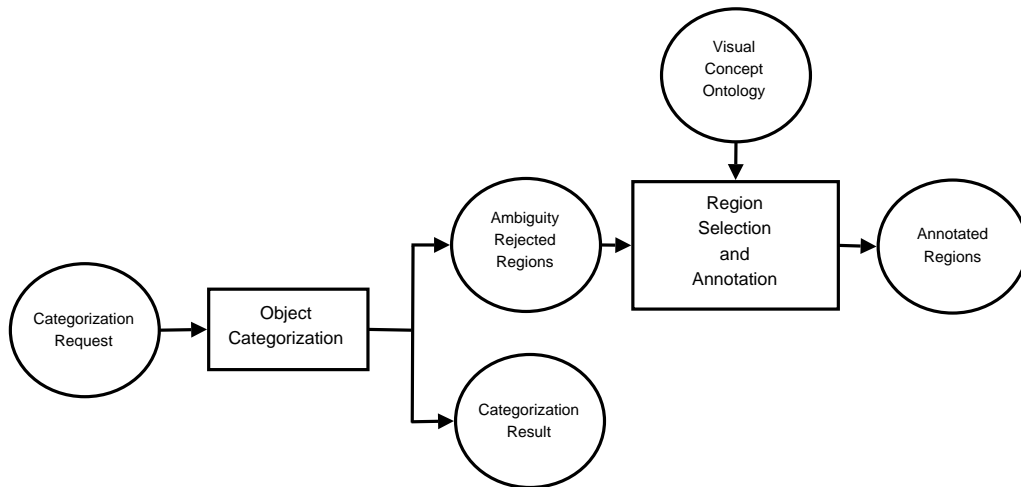 Visual
Concept
Ontology
Region
Selection
and
Annotation
Ambiguity
Rejected
Regions
Annotated
Regions
Object
Categorization
Categorization
Request
Categorization
Result